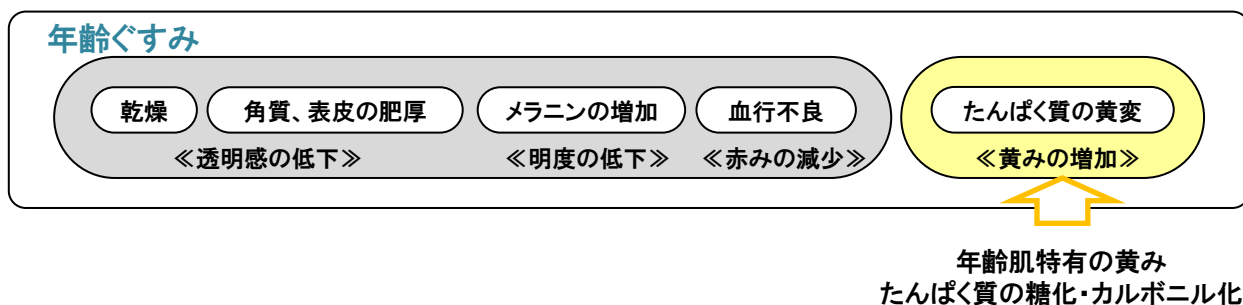 年齢ぐすみ
乾燥 角質、表皮の肥厚 メラニンの増加 血行不良 たんぱく質の黄変
≪透明感の低下≫ ≪明度の低下≫ ≪赤みの減少≫ ≪黄みの増加≫
年齢肌特有の黄み
たんぱく質の糖化・カルボニル化